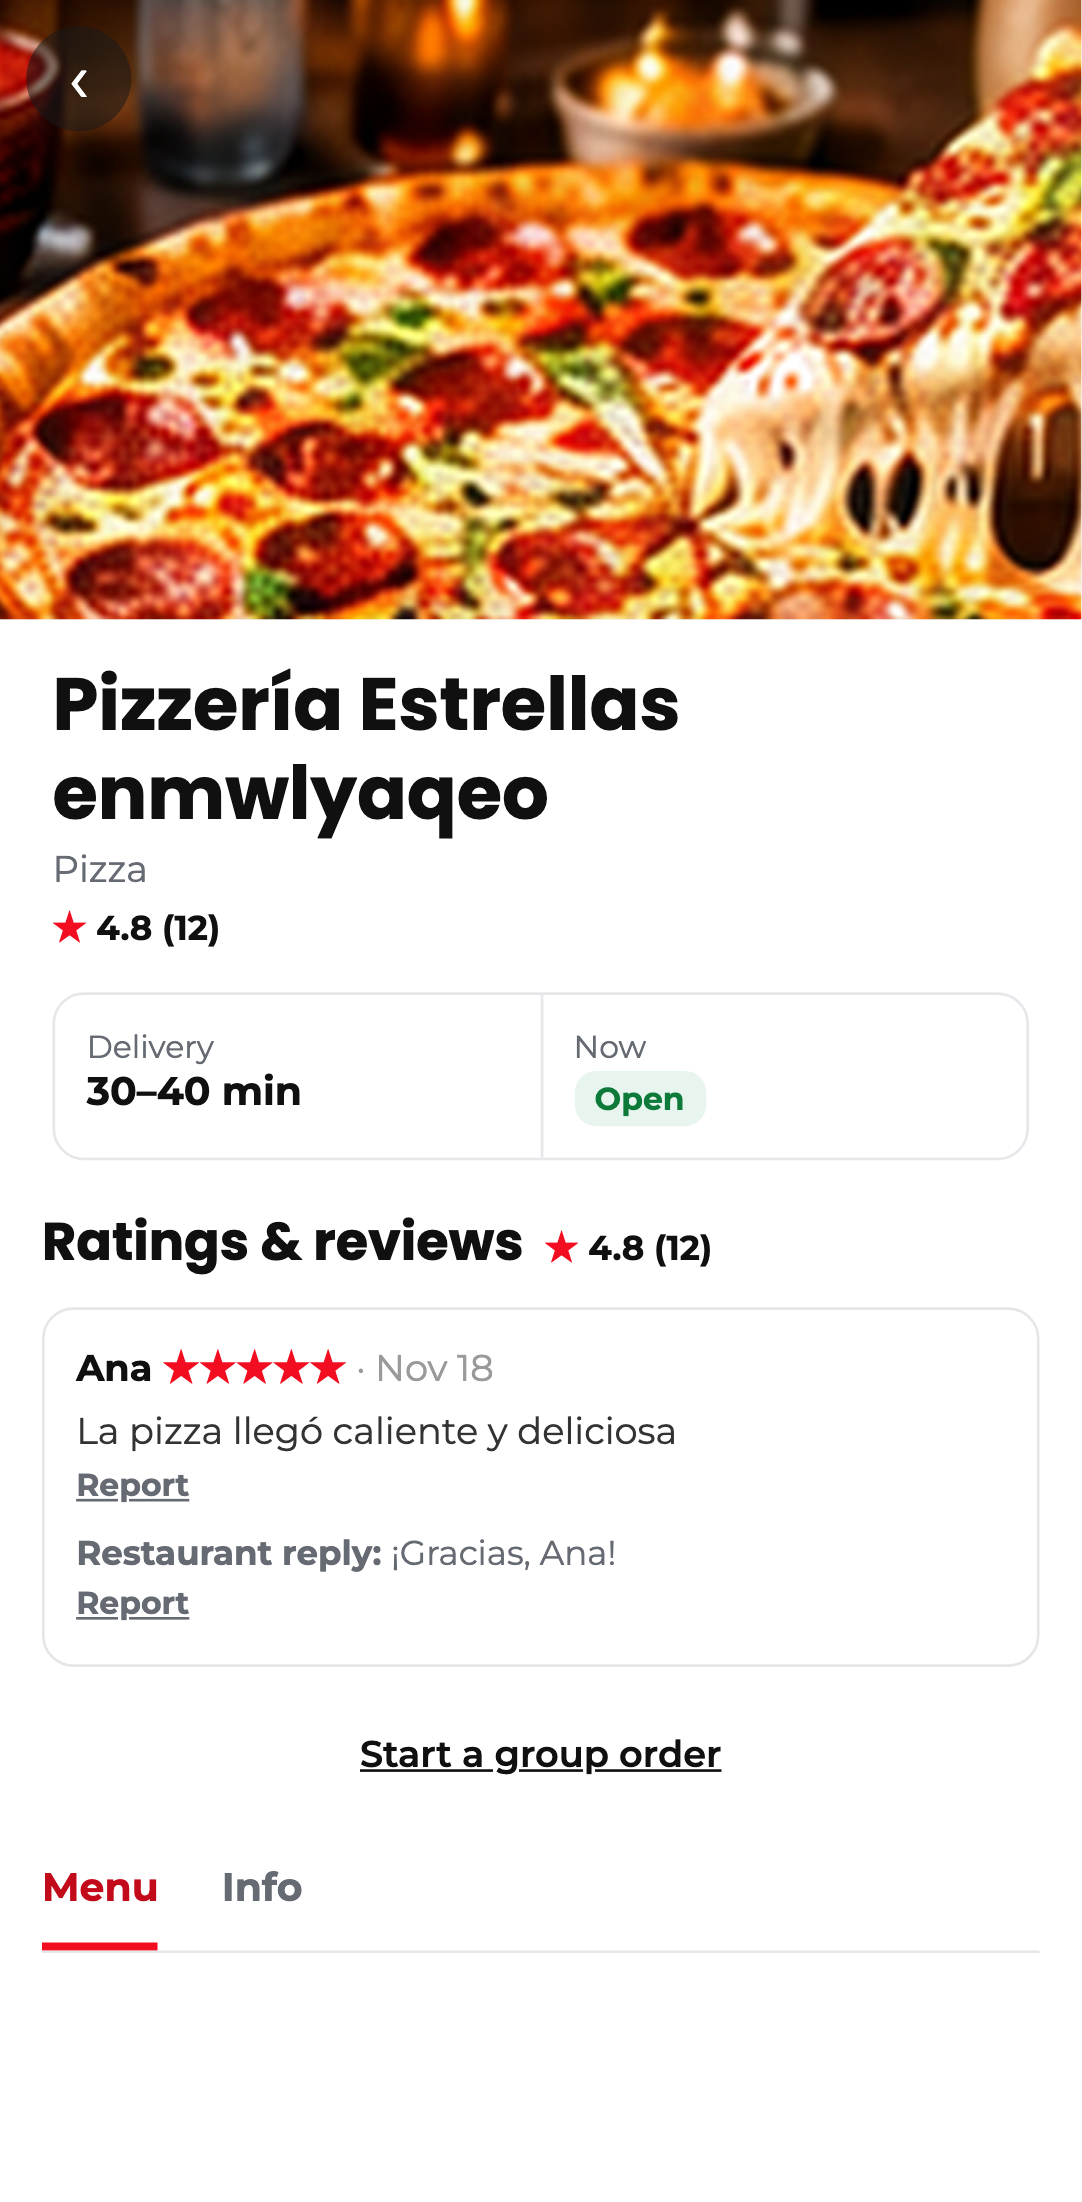 ‹
Pizzería Estrellas
enmwlyaqeo
Pizza
★ 4.8 (12)
Delivery
30–40 min
Now
Open
Ratings & reviews ★ 4.8 (12)
Ana ★★★★★ · Nov 18
La pizza llegó caliente y deliciosa
Report
Restaurant reply: ¡Gracias, Ana!
Report
Start a group order
Menu Info